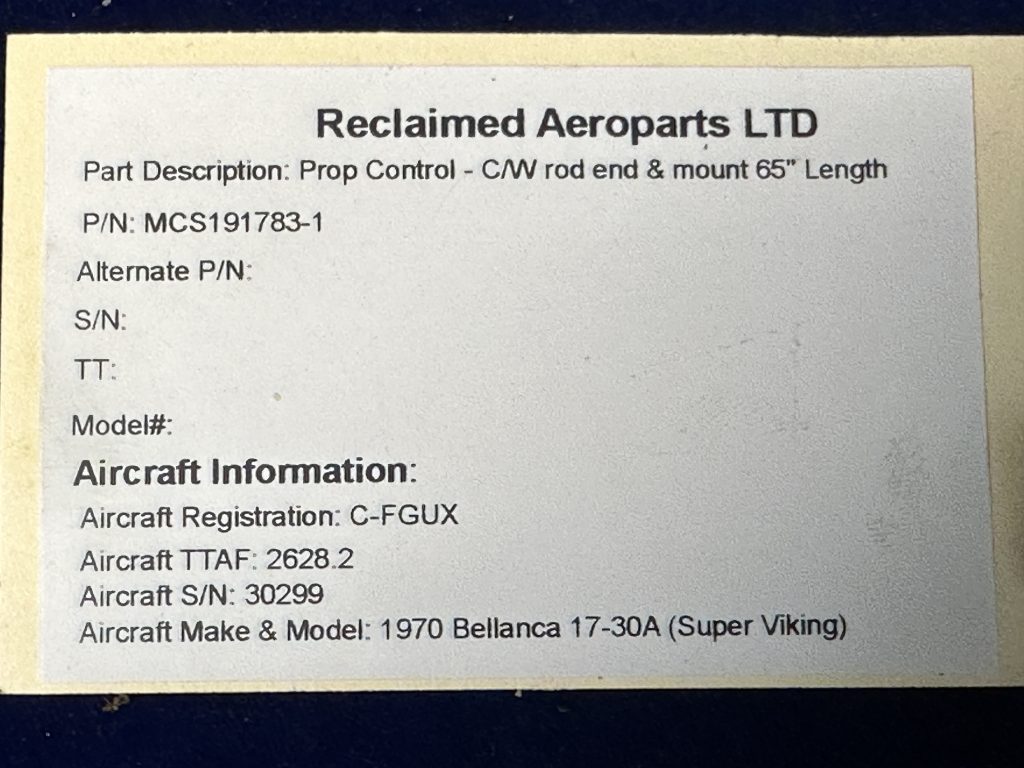 Reclaimed Aeroparts LTD
Part Description: Prop Control - C/W rod end & mount 65" Length
P/N: MCS191783-1
Alternate P/N:
S/N:
TT:
Model#:
Aircraft Information:
Aircraft Registration: C-FGUX
Aircraft TTAF: 2628.2
Aircraft S/N: 30299
Aircraft Make & Model: 1970 Bellanca 17-30A (Super Viking)